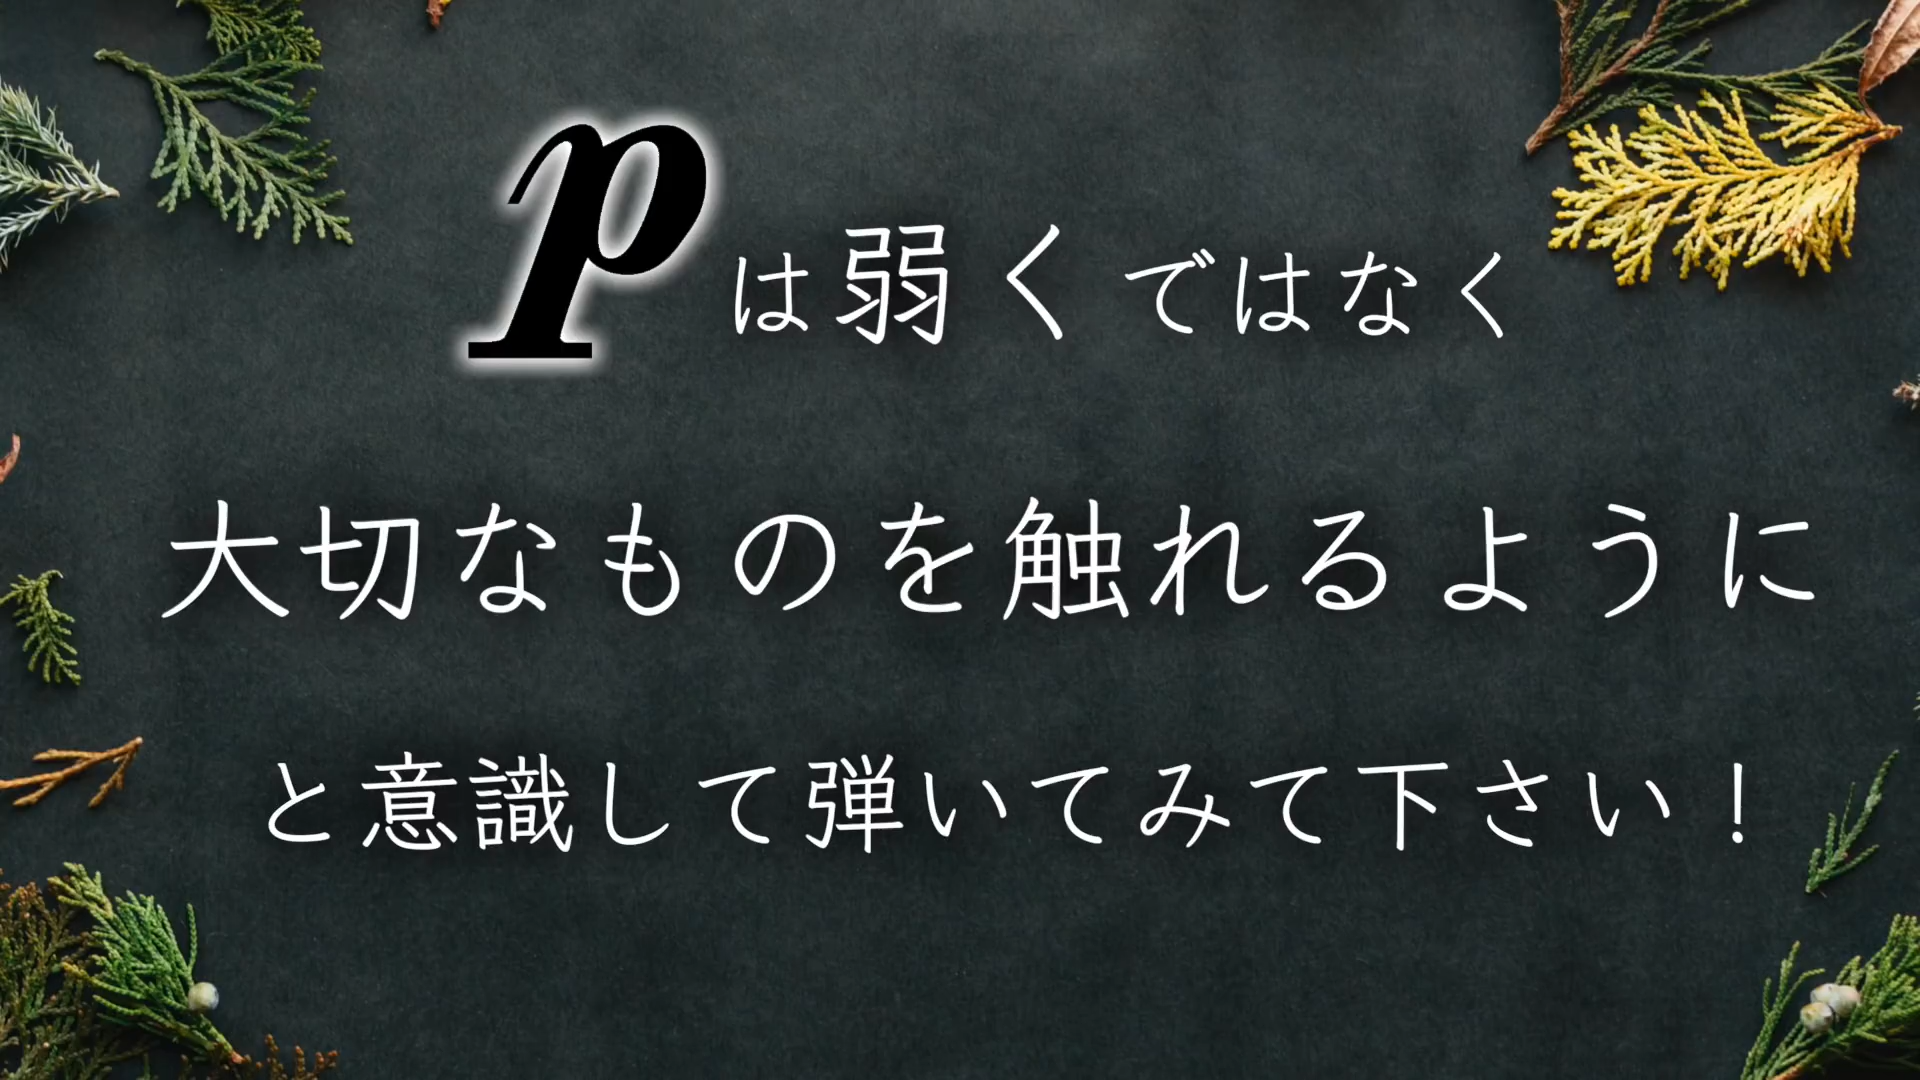 pは弱くではなく
大切なものを触れるように
と意識して弾いてみて下さい！